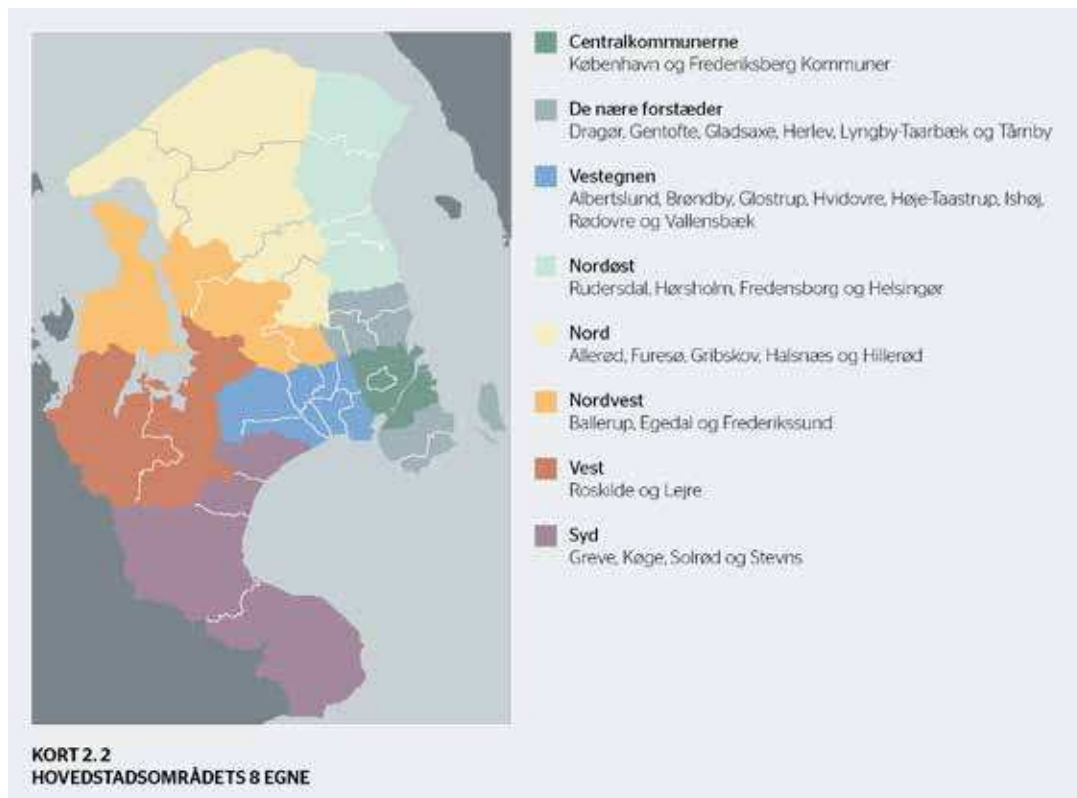 Centralkommunerne
København og Frederiksberg Kommuner
De nære forstæder
Dragør, Gentofte, Gladsaxe, Herlev, Lyngby-Taarbæk og Tårnby
Vestegnen
Albertslund, Brøndby, Glostrup, Hvidovre, Høje-Taastrup, Ishøj,
Rødovre og Vallensbæk
Nordøst
Rudersdal, Hørsholm, Fredensborg og Helsingør
Nord
Allerød, Furesø, Gribskov, Halsnæs og Hillerød
Nordvest
Ballerup, Egedal og Frederikssund
Vest
Roskilde og Lejre
Syd
Greve, Køge, Solrød og Stevns
KORT 2. 2
HOVEDSTADSOMRÅDETS 8 EGNE